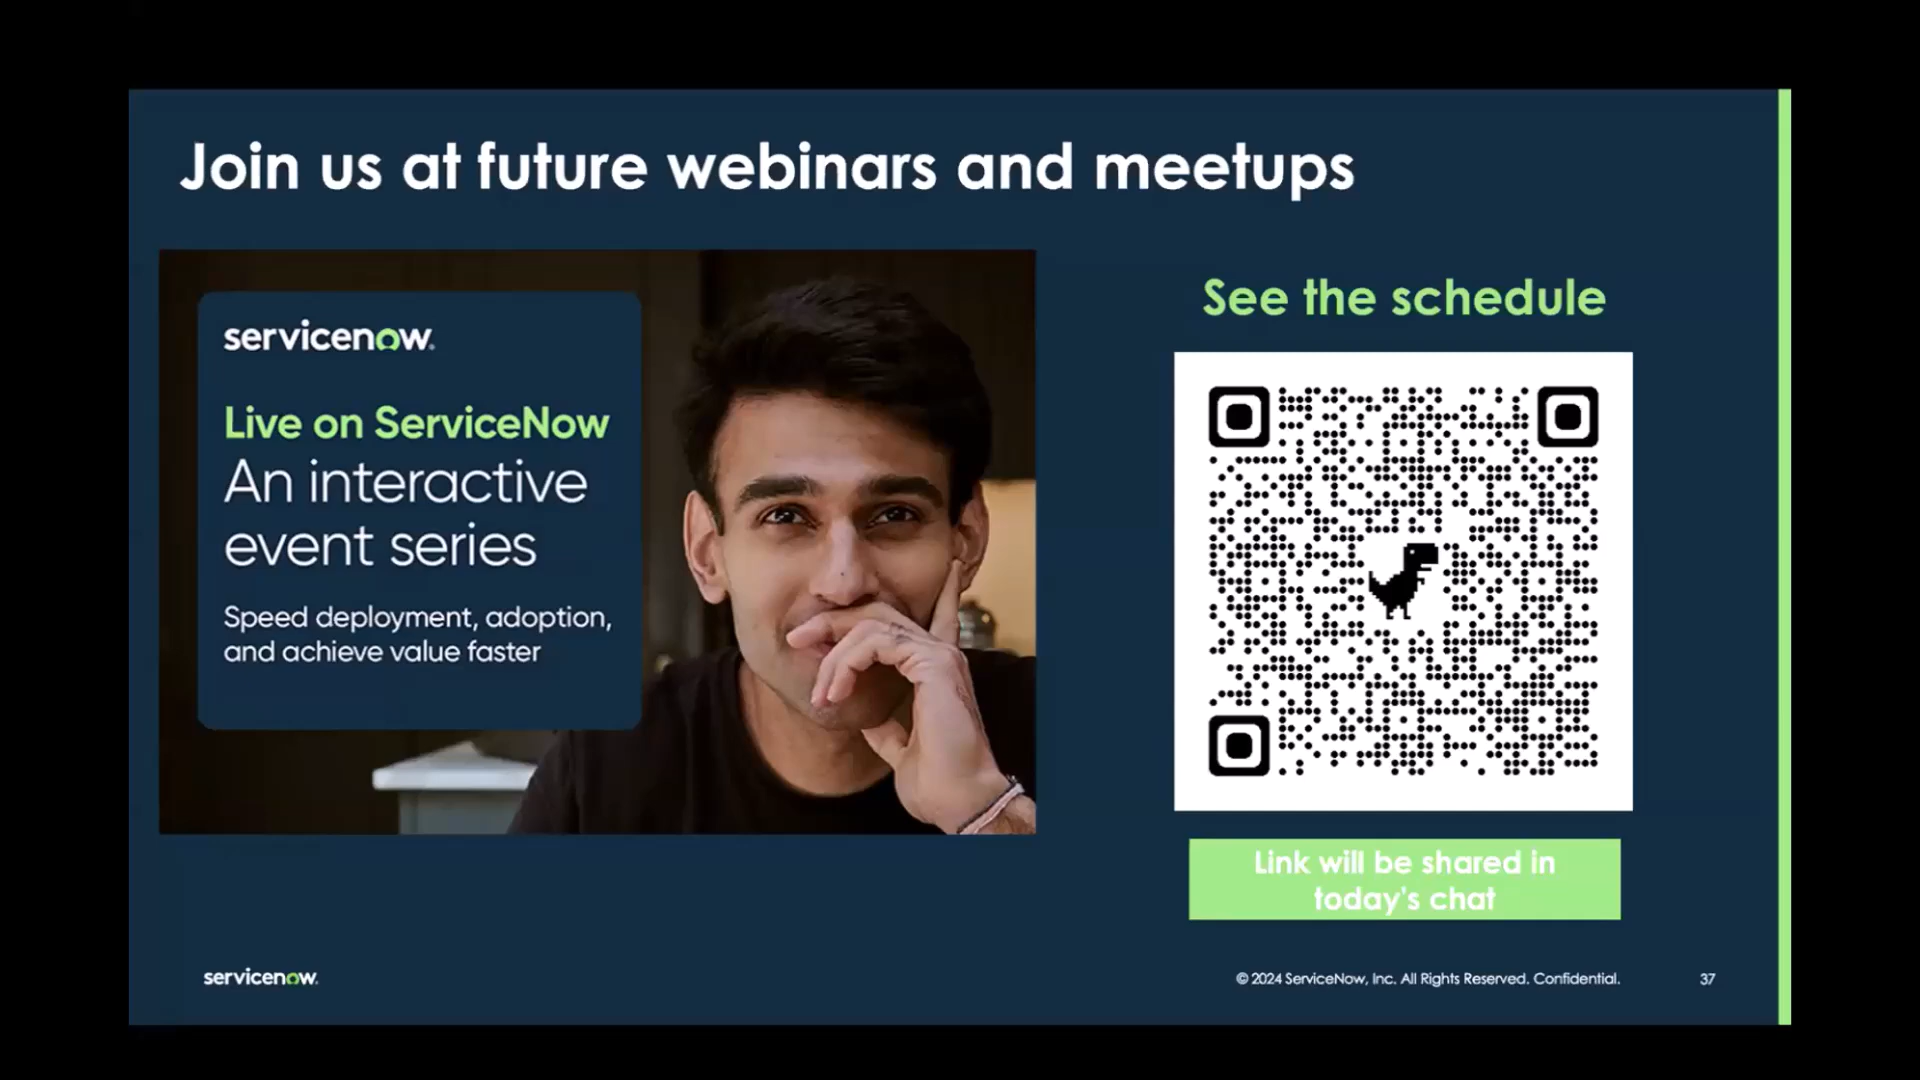 Join us at future webinars and meetups
servicenow.
Live on ServiceNow
An interactive
event series
Speed deployment, adoption,
and achieve value faster
See the schedule
Link will be shared in
today's chat
servicenow.
© 2024 ServiceNow, Inc. All Rights Reserved. Confidential.
37